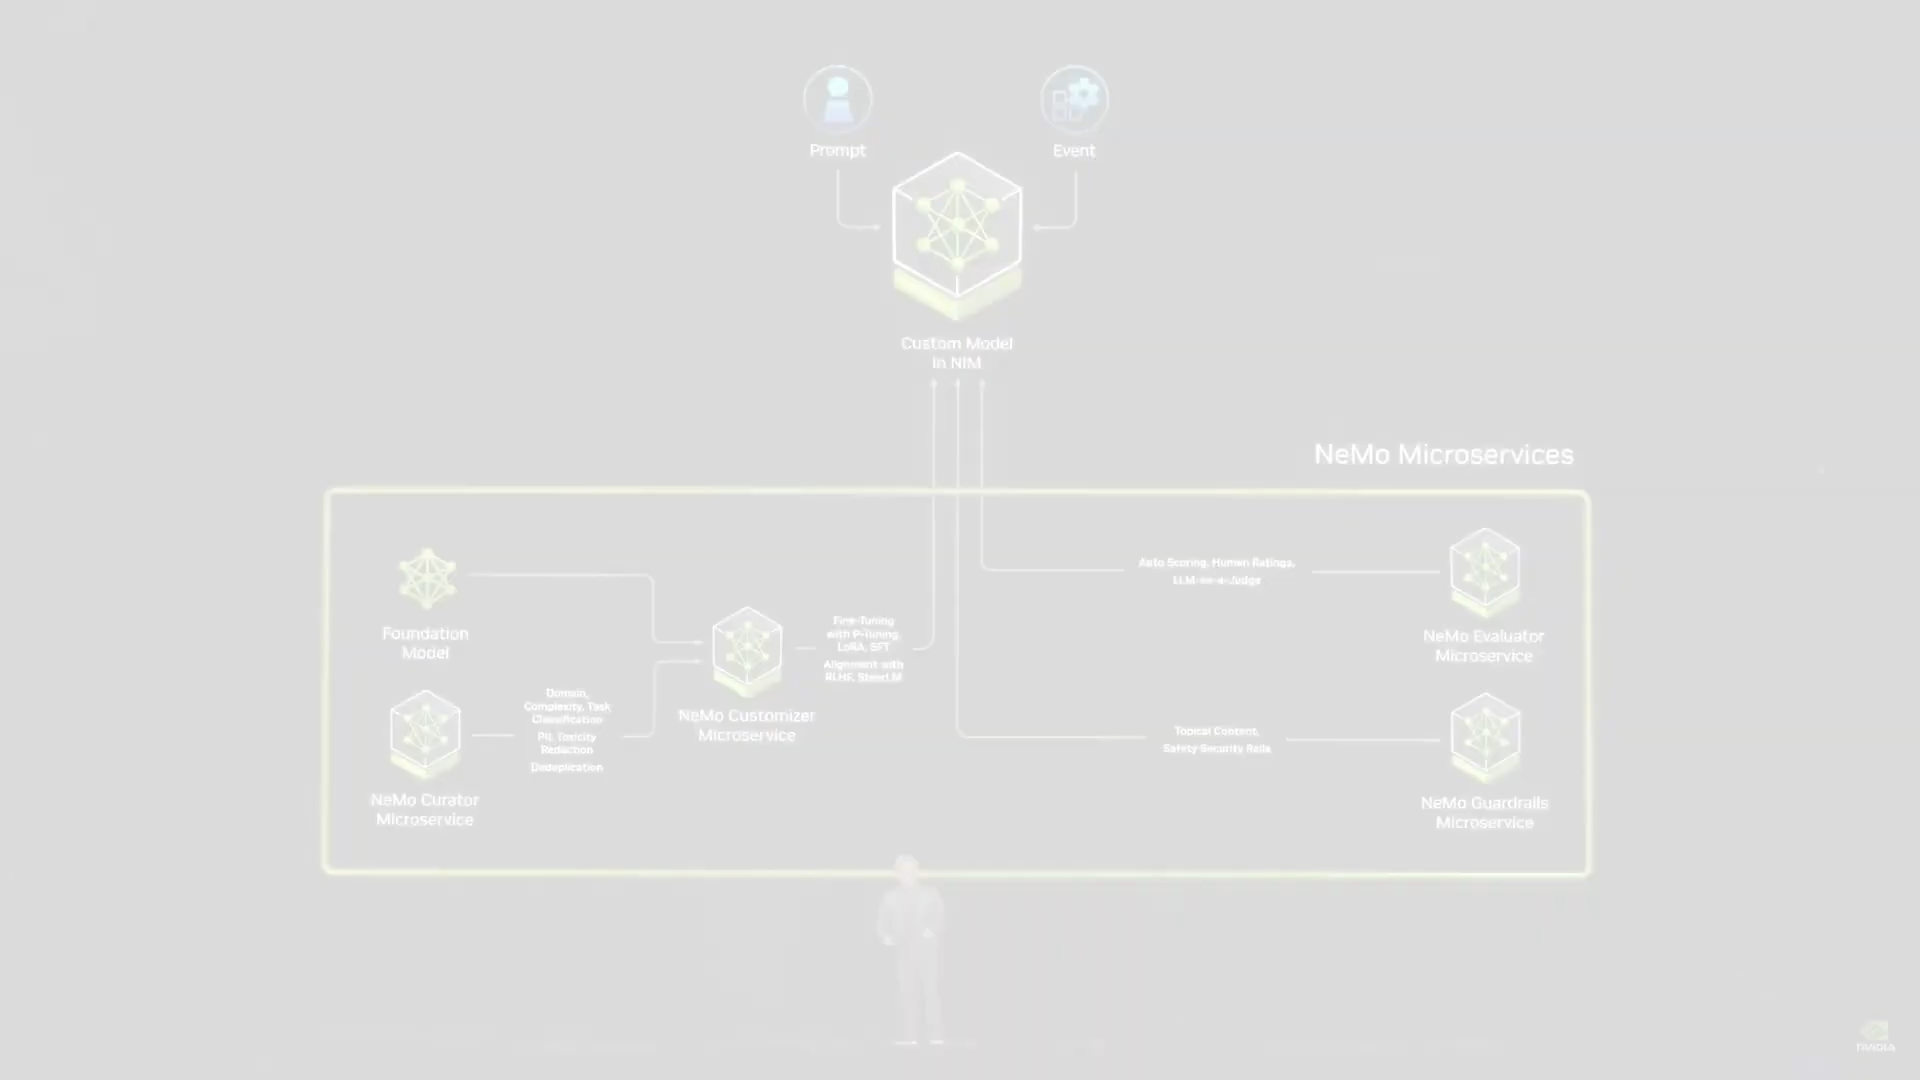 Prompt
Event
Custom Model
in NIM
NeMo Microservices
Foundation
Model
NeMo Curator
Microservice
Domain,
Complexity, Task
Classification
PII, Toxicity
Redaction
Deduplication
NeMo Customizer
Microservice
Fine-Tuning
with P-Tuning,
LoRA, SFT
Alignment with
RLHF, SteerLM
Auto Scoring, Human Ratings,
LLM-as-a-Judge
NeMo Evaluator
Microservice
Topical Content,
Safety Security Rails
NeMo Guardrails
Microservice
NVIDIA